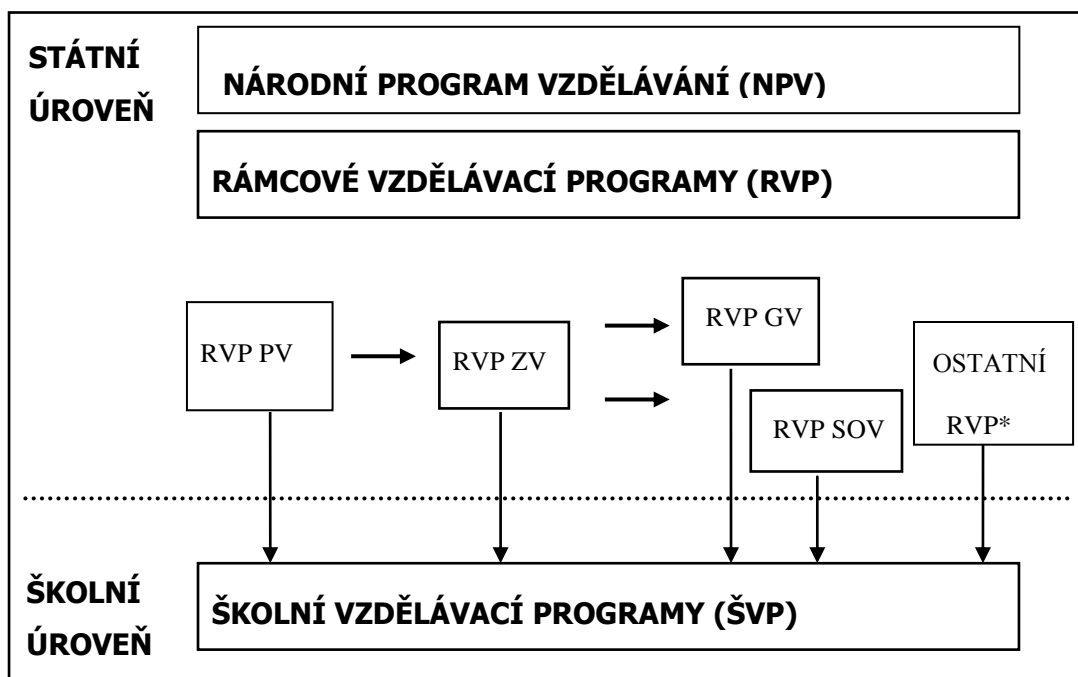 STÁTNÍ
ÚROVEŇ
NÁRODNÍ PROGRAM VZDĚLÁVÁNÍ (NPV)
RÁMCOVÉ VZDĚLÁVACÍ PROGRAMY (RVP)
RVP PV
RVP ZV
RVP GV
RVP SOV
OSTATNÍ
RVP*
ŠKOLNÍ
ÚROVEŇ
ŠKOLNÍ VZDĚLÁVACÍ PROGRAMY (ŠVP)